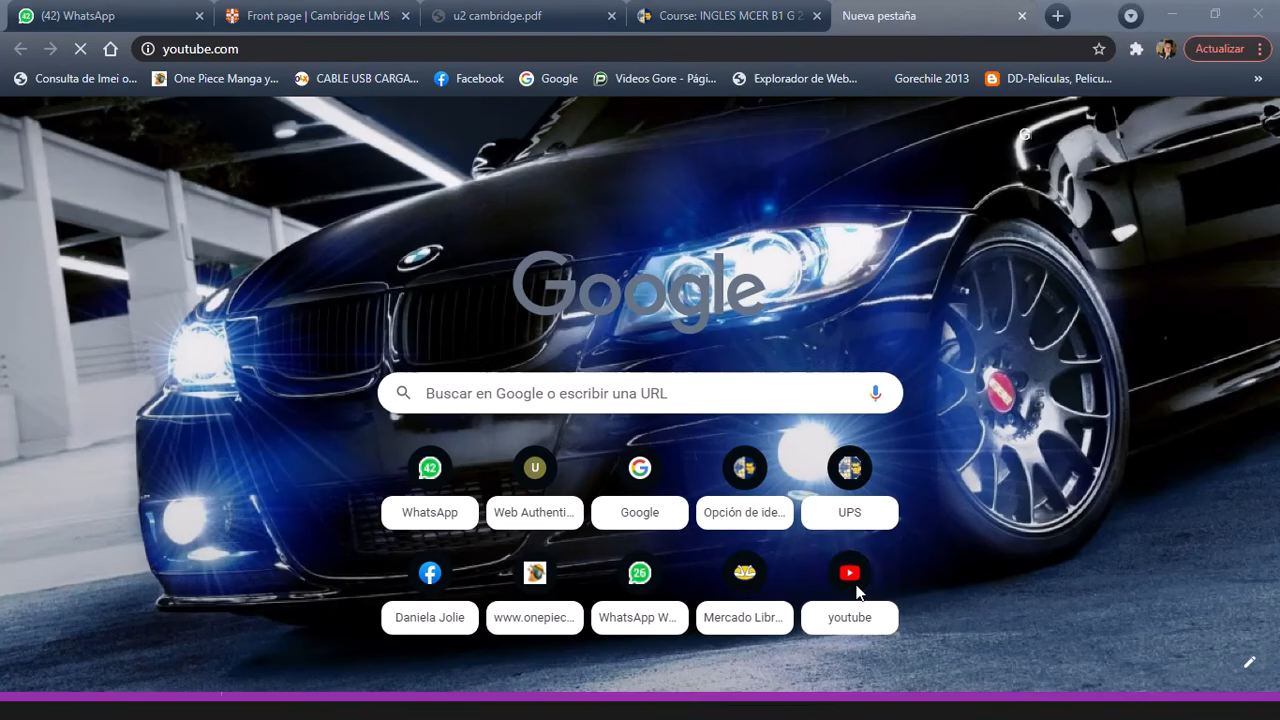 (42) WhatsApp
Front page | Cambridge LMS
u2 cambridge.pdf
Course: INGLES MCER B1 G 2
Nueva pestaña
youtube.com
Actualizar
Consulta de Imei o...
One Piece Manga y...
CABLE USB CARGA...
Facebook
Google
Videos Gore - Pági...
Explorador de Web...
Gorechile 2013
DD-Peliculas, Pelicu...
»
G
Google
Buscar en Google o escribir una URL
42
U
WhatsApp
Web Authenti...
Google
Opción de ide...
UPS
26
Daniela Jolie
www.onepiec...
WhatsApp W...
Mercado Libr...
youtube